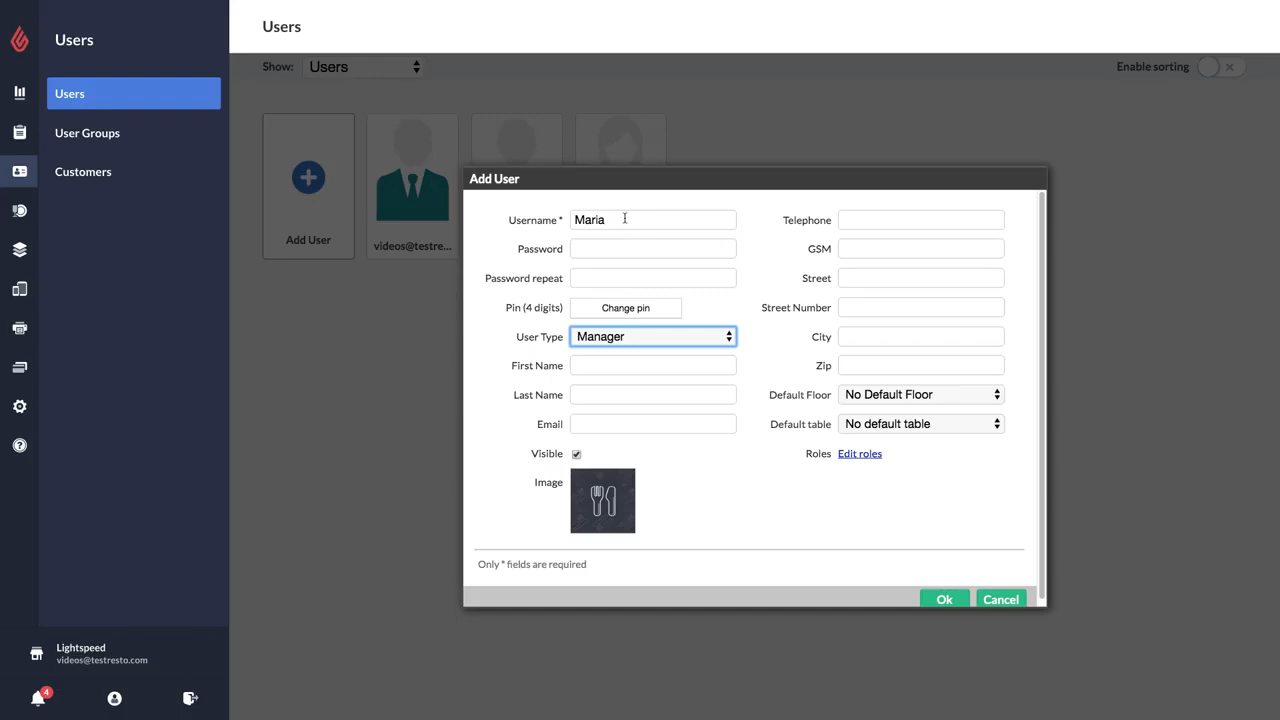 Users
Users
User Groups
Customers
Lightspeed
videos@testresto.com
4
Users
Show: Users
Enable sorting
Add User
videos@testre...
Add User
Username * Maria
Password
Password repeat
Pin (4 digits) Change pin
User Type Manager
First Name
Last Name
Email
Visible
Image
Telephone
GSM
Street
Street Number
City
Zip
Default Floor No Default Floor
Default table No default table
Roles Edit roles
Only * fields are required
Ok Cancel